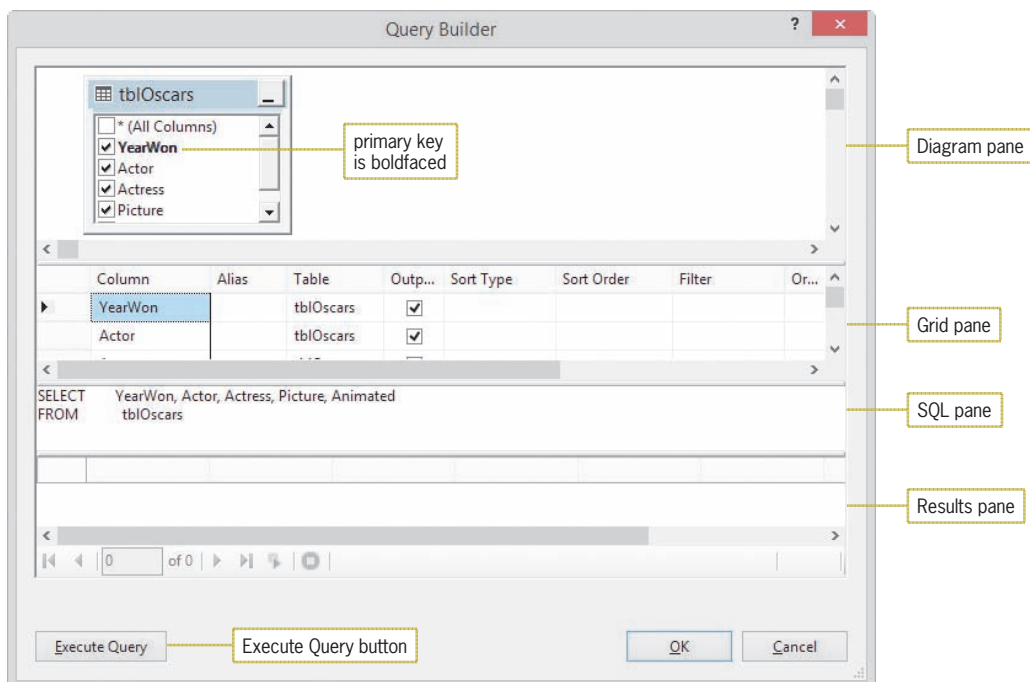 Query Builder
?
×
tblOscars
* (All Columns)
YearWon
Actor
Actress
Picture
primary key
is boldfaced
Diagram pane
Column Alias Table Outp... Sort Type Sort Order Filter Or...
YearWon tblOscars
Actor tblOscars
Grid pane
SELECT YearWon, Actor, Actress, Picture, Animated
FROM tblOscars
SQL pane
Results pane
0 of 0
Execute Query
Execute Query button
OK
Cancel